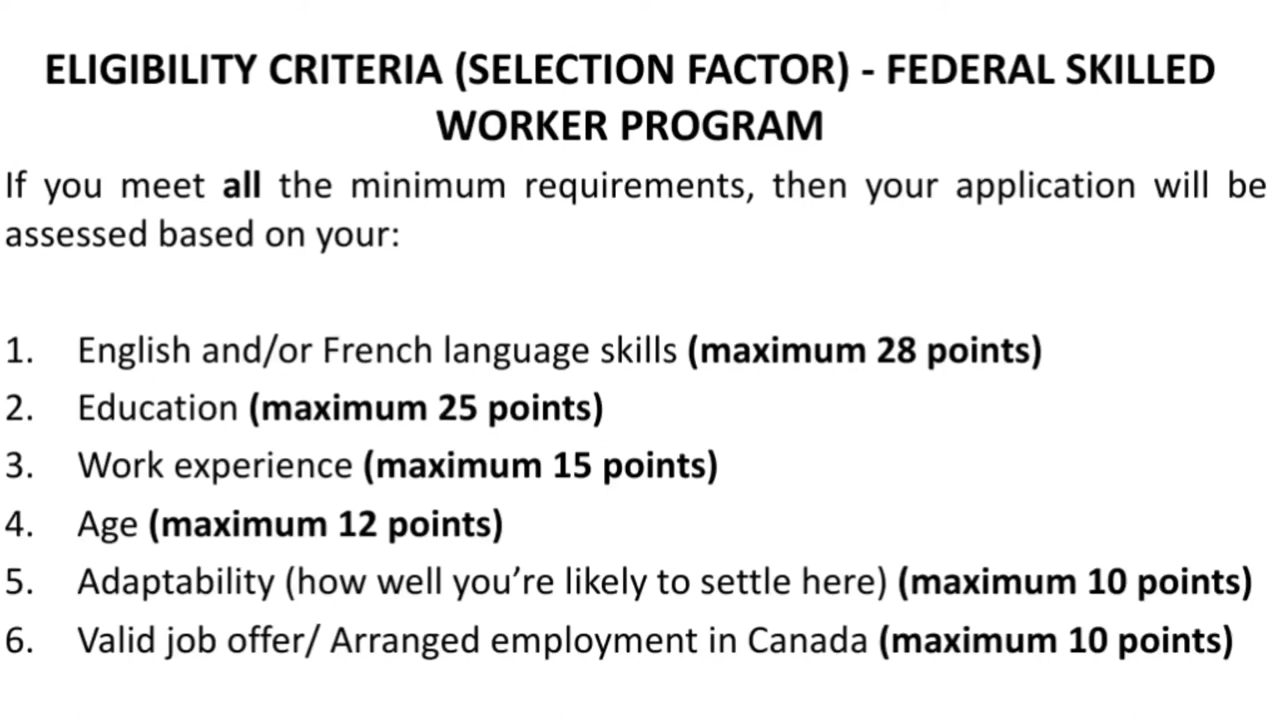 ELIGIBILITY CRITERIA (SELECTION FACTOR) - FEDERAL SKILLED
WORKER PROGRAM
If you meet all the minimum requirements, then your application will be
assessed based on your:
1. English and/or French language skills (maximum 28 points)
2. Education (maximum 25 points)
3. Work experience (maximum 15 points)
4. Age (maximum 12 points)
5. Adaptability (how well you’re likely to settle here) (maximum 10 points)
6. Valid job offer/ Arranged employment in Canada (maximum 10 points)